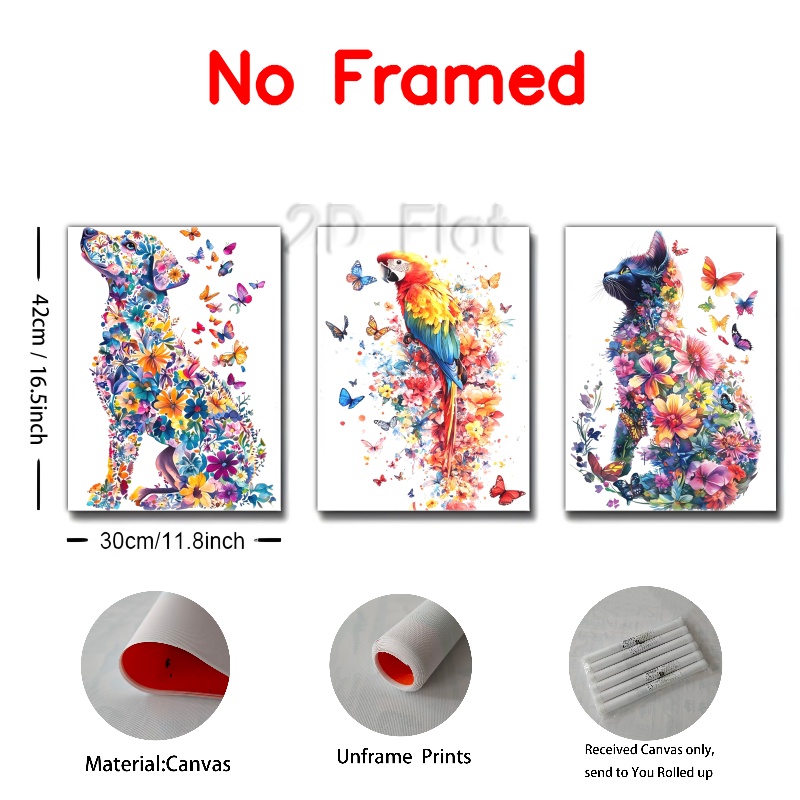 No Framed
2D Flat
42cm / 16.5inch
30cm/11.8inch
Material:Canvas
Unframe Prints
Received Canvas only,
send to You Rolled up